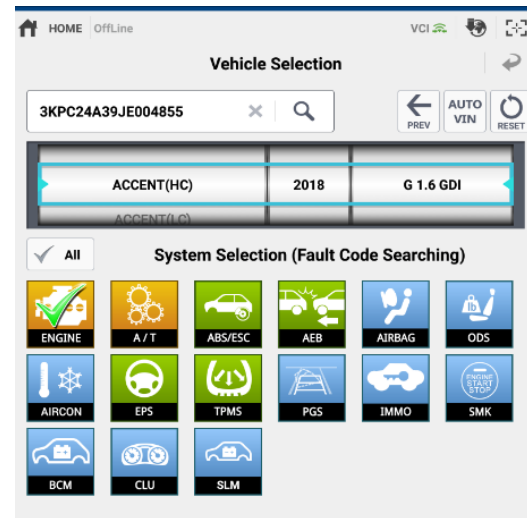 HOME OffLine VCI
Vehicle Selection
3KPC24A39JE004855
PREV AUTO VIN RESET
ACCENT(HC) 2018 G 1.6 GDI
ACCENT(LC)
All System Selection (Fault Code Searching)
ENGINE A / T ABS/ESC AEB AIRBAG ODS
ENGINE START STOP
AIRCON EPS TPMS PGS IMMO SMK
BCM CLU SLM